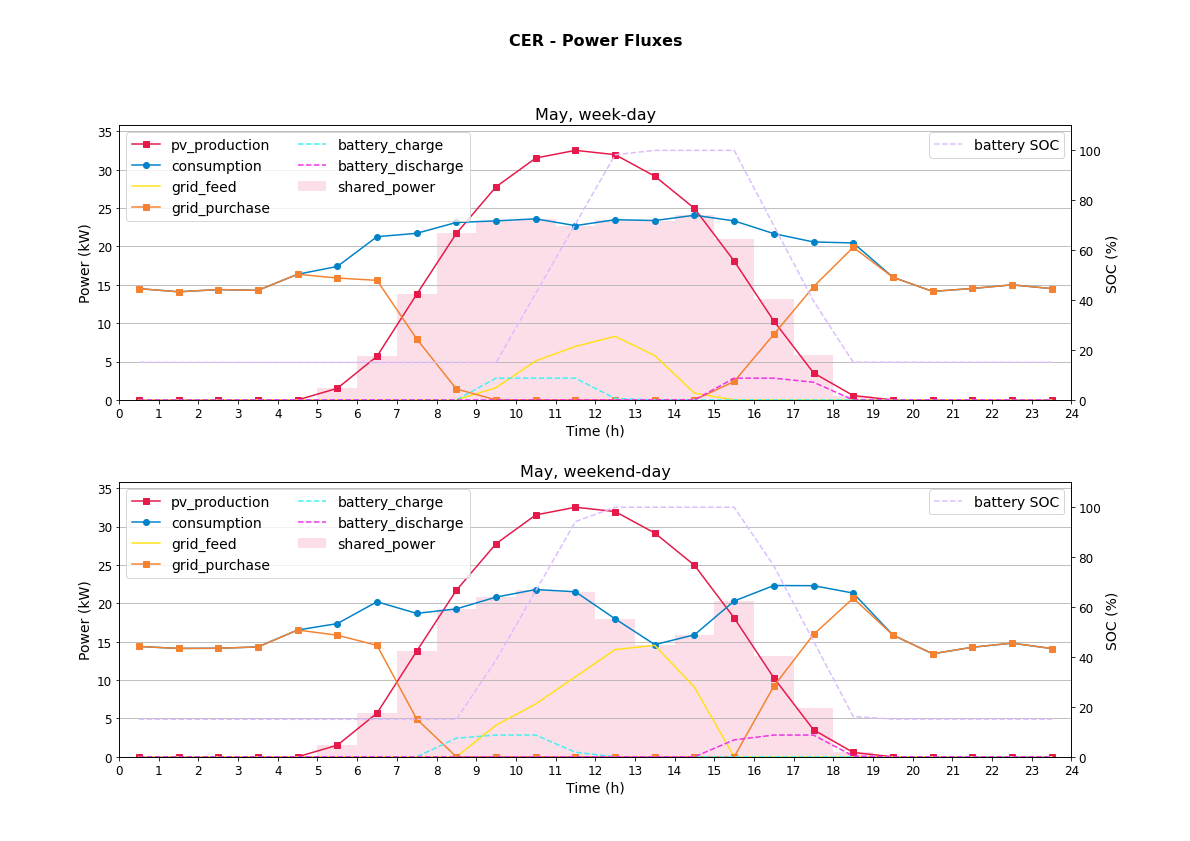 CER - Power Fluxes
May, week-day
pv_production
consumption
grid_feed
grid_purchase
battery_charge
battery_discharge
shared_power
battery SOC
Power (kW)
35
30
25
20
15
10
5
0
100
80
60
40
20
0
SOC (%)
0 1 2 3 4 5 6 7 8 9 10 11 12 13 14 15 16 17 18 19 20 21 22 23 24
Time (h)
May, weekend-day
pv_production
consumption
grid_feed
grid_purchase
battery_charge
battery_discharge
shared_power
battery SOC
Power (kW)
35
30
25
20
15
10
5
0
100
80
60
40
20
0
SOC (%)
0 1 2 3 4 5 6 7 8 9 10 11 12 13 14 15 16 17 18 19 20 21 22 23 24
Time (h)